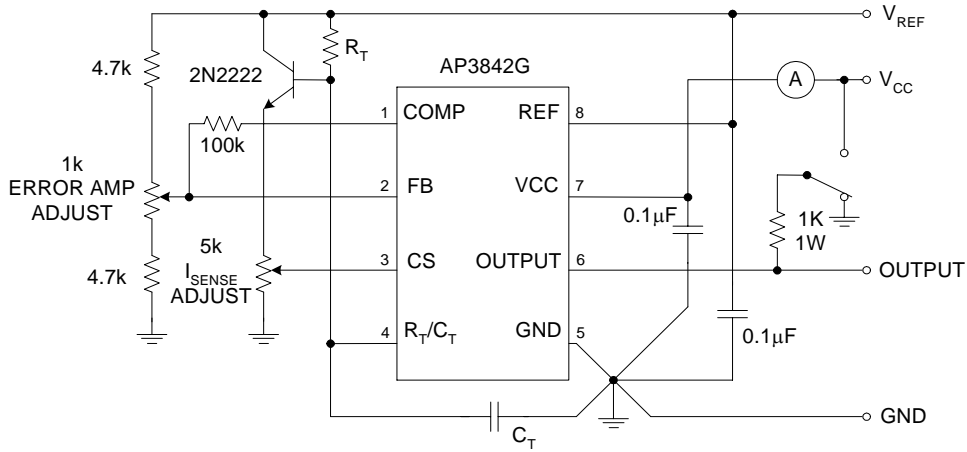 V_REF
R_T
4.7k
2N2222
AP3842G
A
V_CC
1
COMP
REF
8
100k
1k
ERROR AMP
ADJUST
2
FB
VCC
7
0.1μF
1K
1W
5k
I_SENSE
ADJUST
4.7k
3
CS
OUTPUT
6
OUTPUT
4
R_T/C_T
GND
5
0.1μF
C_T
GND